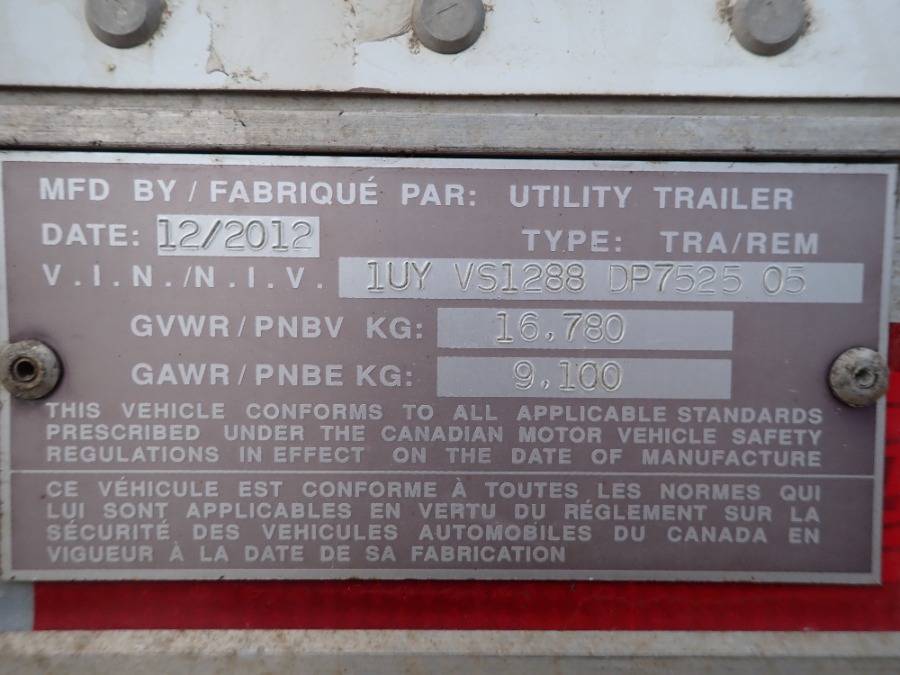 MFD BY / FABRIQUÉ PAR: UTILITY TRAILER
DATE: 12/2012 TYPE: TRA/REM
V.I.N./N.I.V. 1UY VS1288 DP7525 05
GVWR/PNBV KG: 16,780
GAWR/PNBE KG: 9,100
THIS VEHICLE CONFORMS TO ALL APPLICABLE STANDARDS
PRESCRIBED UNDER THE CANADIAN MOTOR VEHICLE SAFETY
REGULATIONS IN EFFECT ON THE DATE OF MANUFACTURE
CE VÉHICULE EST CONFORME À TOUTES LES NORMES QUI
LUI SONT APPLICABLES EN VERTU DU RÉGLEMENT SUR LA
SÉCURITÉ DES VEHICULES AUTOMOBILES DU CANADA EN
VIGUEUR À LA DATE DE SA FABRICATION